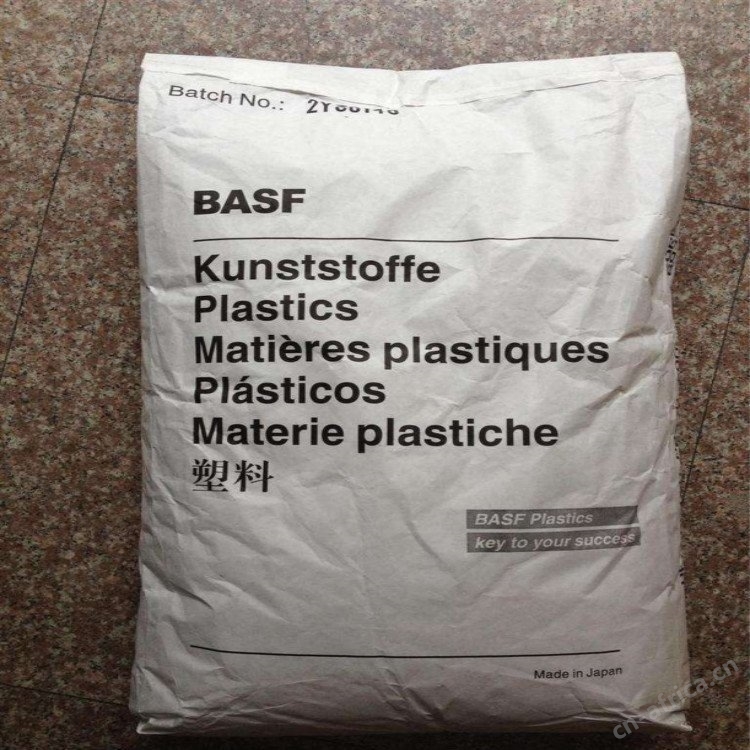 Batch No.:
BASF
Kunststoffe
Plastics
Matières plastiques
Plásticos
Materie plastiche
塑料
BASF Plastics
key to your success
Made in Japan